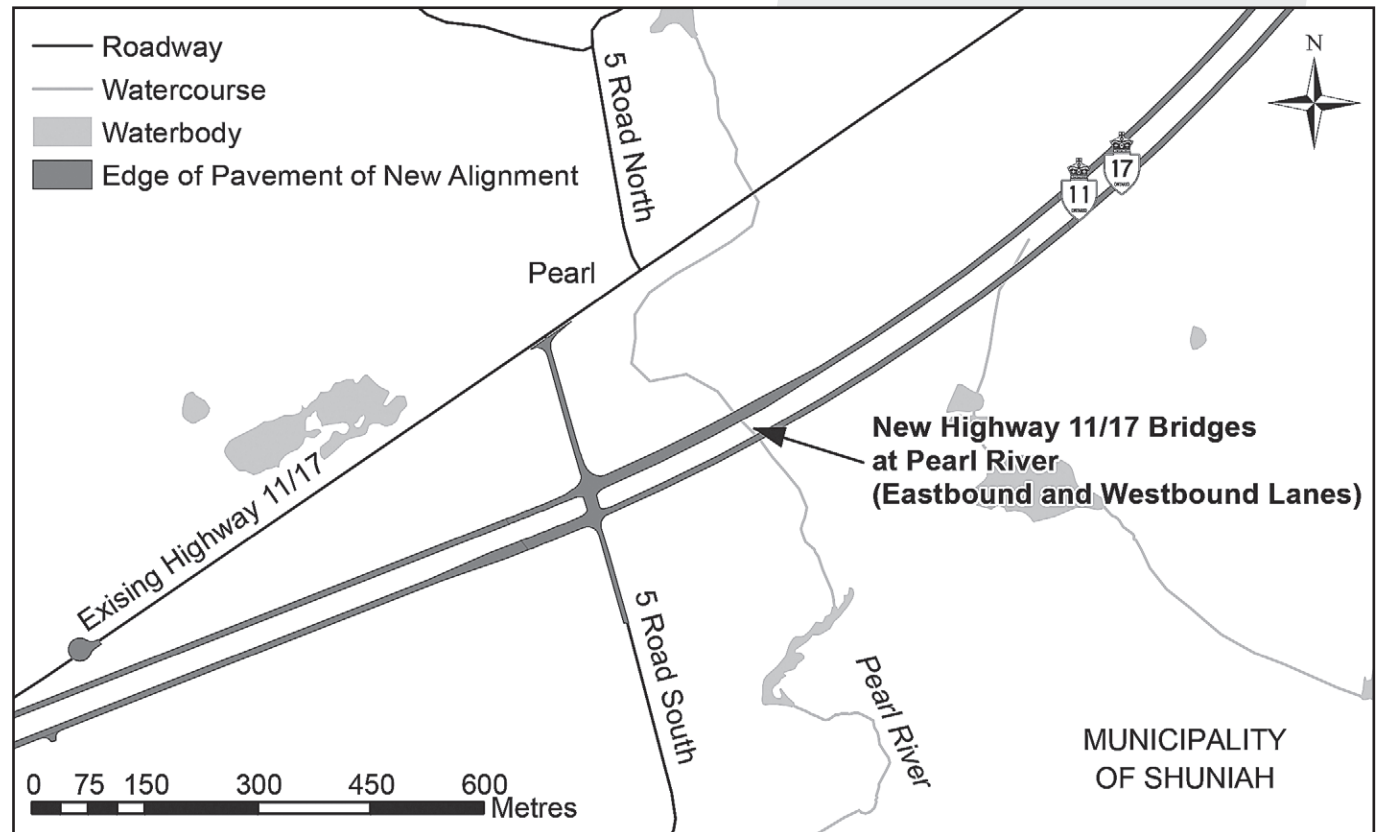 Roadway
Watercourse
Waterbody
Edge of Pavement of New Alignment
5 Road North
N
17
ONTARIO
11
ONTARIO
Pearl
New Highway 11/17 Bridges
at Pearl River
(Eastbound and Westbound Lanes)
Exising Highway 11/17
5 Road South
Pearl River
MUNICIPALITY
OF SHUNIAH
0 75 150 300 450 600
Metres